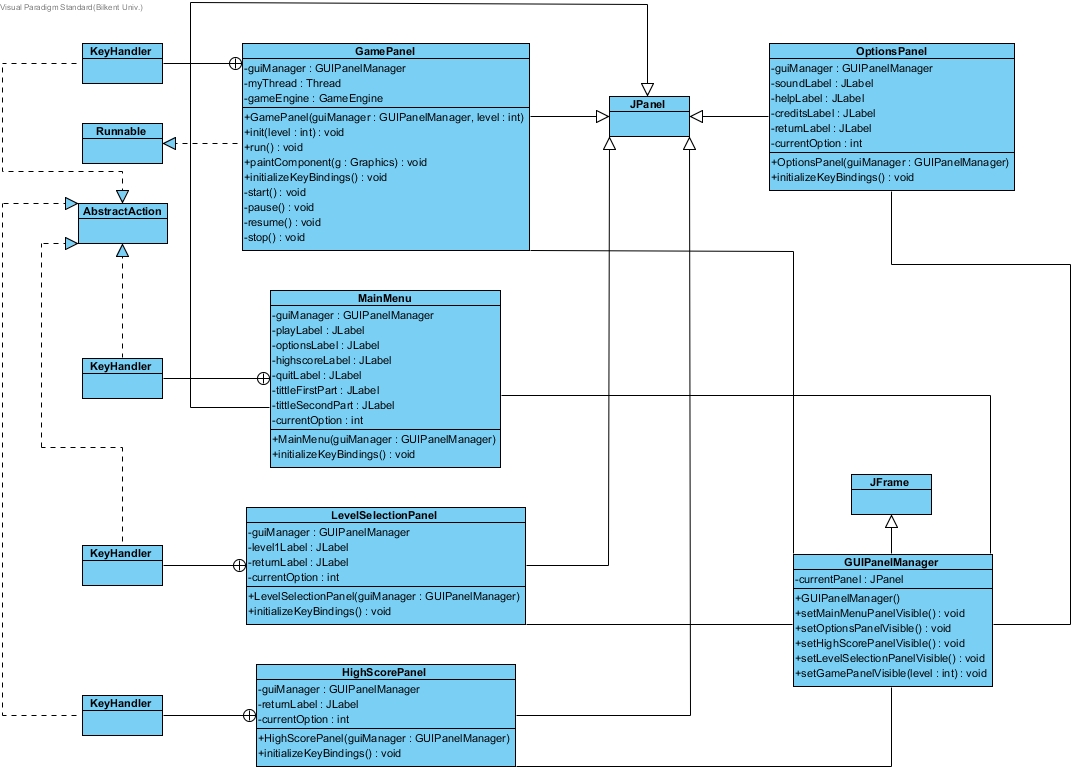 Visual Paradigm Standard(Bilkent Univ.)
KeyHandler
GamePanel
-guiManager : GUIPanelManager
-myThread : Thread
-gameEngine : GameEngine
+GamePanel(guiManager : GUIPanelManager, level : int)
+init(level : int) : void
+run() : void
+paintComponent(g : Graphics) : void
+initializeKeyBindings() : void
-start() : void
-pause() : void
-resume() : void
-stop() : void
JPanel
OptionsPanel
-guiManager : GUIPanelManager
-soundLabel : JLabel
-helpLabel : JLabel
-creditsLabel : JLabel
-returnLabel : JLabel
-currentOption : int
+OptionsPanel(guiManager : GUIPanelManager)
+initializeKeyBindings() : void
Runnable
AbstractAction
MainMenu
-guiManager : GUIPanelManager
-playLabel : JLabel
-optionsLabel : JLabel
-highscoreLabel : JLabel
-quitLabel : JLabel
-tittleFirstPart : JLabel
-tittleSecondPart : JLabel
-currentOption : int
+MainMenu(guiManager : GUIPanelManager)
+initializeKeyBindings() : void
KeyHandler
JFrame
LevelSelectionPanel
-guiManager : GUIPanelManager
-level1Label : JLabel
-returnLabel : JLabel
-currentOption : int
+LevelSelectionPanel(guiManager : GUIPanelManager)
+initializeKeyBindings() : void
KeyHandler
GUIPanelManager
-currentPanel : JPanel
+GUIPanelManager()
+setMainMenuPanelVisible() : void
+setOptionsPanelVisible() : void
+setHighScorePanelVisible() : void
+setLevelSelectionPanelVisible() : void
+setGamePanelVisible(level : int) : void
HighScorePanel
-guiManager : GUIPanelManager
-returnLabel : JLabel
-currentOption : int
+HighScorePanel(guiManager : GUIPanelManager)
+initializeKeyBindings() : void
KeyHandler